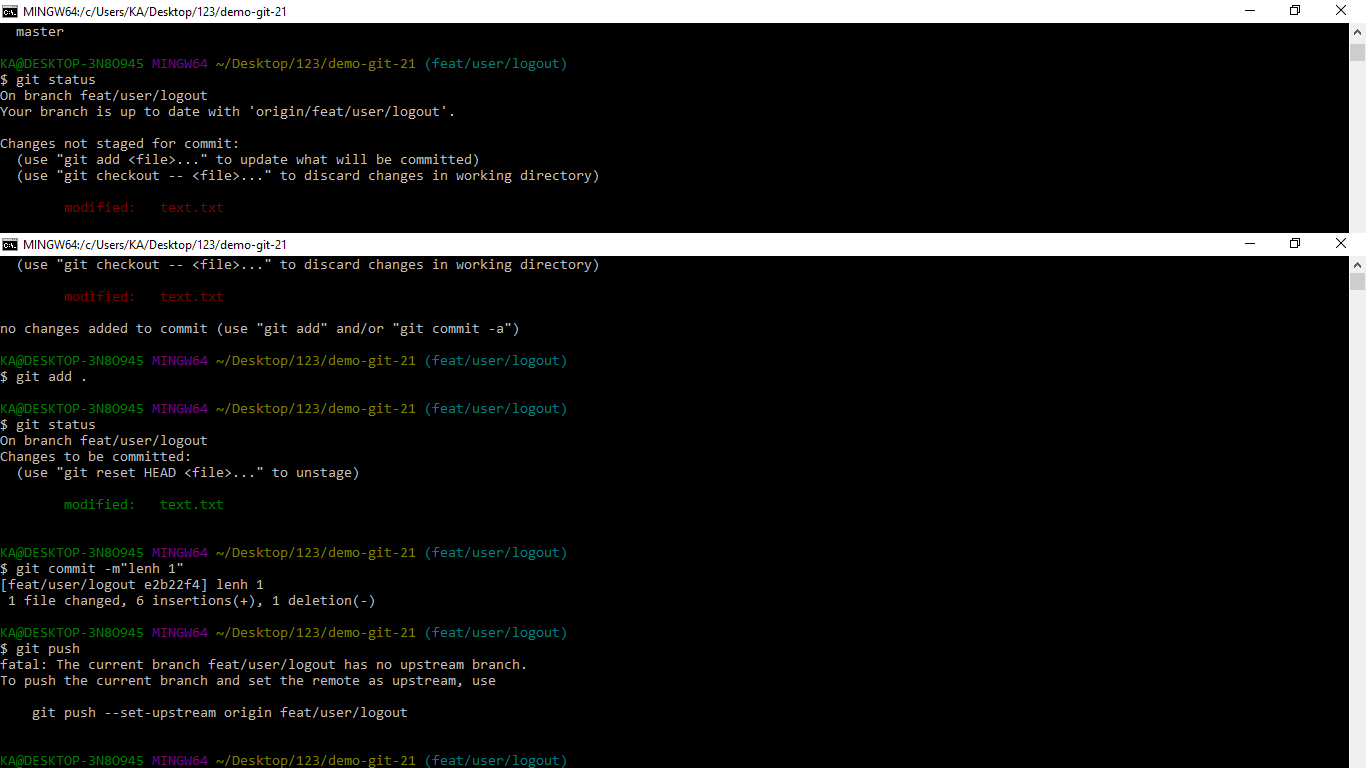 MINGW64:/c/Users/KA/Desktop/123/demo-git-21
master
KA@DESKTOP-3N8O945 MINGW64 ~/Desktop/123/demo-git-21 (feat/user/logout)
$ git status
On branch feat/user/logout
Your branch is up to date with 'origin/feat/user/logout'.
Changes not staged for commit:
(use "git add <file>..." to update what will be committed)
(use "git checkout -- <file>..." to discard changes in working directory)
modified: text.txt
MINGW64:/c/Users/KA/Desktop/123/demo-git-21
(use "git checkout -- <file>..." to discard changes in working directory)
modified: text.txt
no changes added to commit (use "git add" and/or "git commit -a")
KA@DESKTOP-3N8O945 MINGW64 ~/Desktop/123/demo-git-21 (feat/user/logout)
$ git add .
KA@DESKTOP-3N8O945 MINGW64 ~/Desktop/123/demo-git-21 (feat/user/logout)
$ git status
On branch feat/user/logout
Changes to be committed:
(use "git reset HEAD <file>..." to unstage)
modified: text.txt
KA@DESKTOP-3N8O945 MINGW64 ~/Desktop/123/demo-git-21 (feat/user/logout)
$ git commit -m"lenh 1"
[feat/user/logout e2b22f4] lenh 1
1 file changed, 6 insertions(+), 1 deletion(-)
KA@DESKTOP-3N8O945 MINGW64 ~/Desktop/123/demo-git-21 (feat/user/logout)
$ git push
fatal: The current branch feat/user/logout has no upstream branch.
To push the current branch and set the remote as upstream, use
git push --set-upstream origin feat/user/logout
KA@DESKTOP-3N8O945 MINGW64 ~/Desktop/123/demo-git-21 (feat/user/logout)